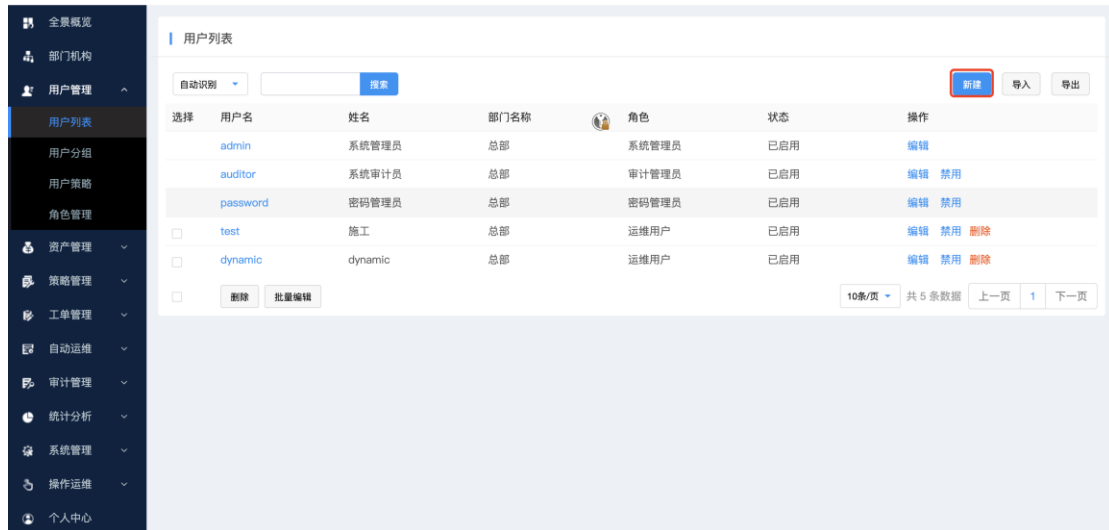 全景概览
部门机构
用户管理
用户列表
用户分组
用户策略
角色管理
资产管理
策略管理
工单管理
自动运维
审计管理
统计分析
系统管理
操作运维
个人中心
用户列表
自动识别 搜索 新建 导入 导出
选择 用户名 姓名 部门名称 角色 状态 操作
admin 系统管理员 总部 系统管理员 已启用 编辑
auditor 系统审计员 总部 审计管理员 已启用 编辑 禁用
password 密码管理员 总部 密码管理员 已启用 编辑 禁用
test 施工 总部 运维用户 已启用 编辑 禁用 删除
dynamic dynamic 总部 运维用户 已启用 编辑 禁用 删除
删除 批量编辑 10条/页 共 5 条数据 上一页 1 下一页